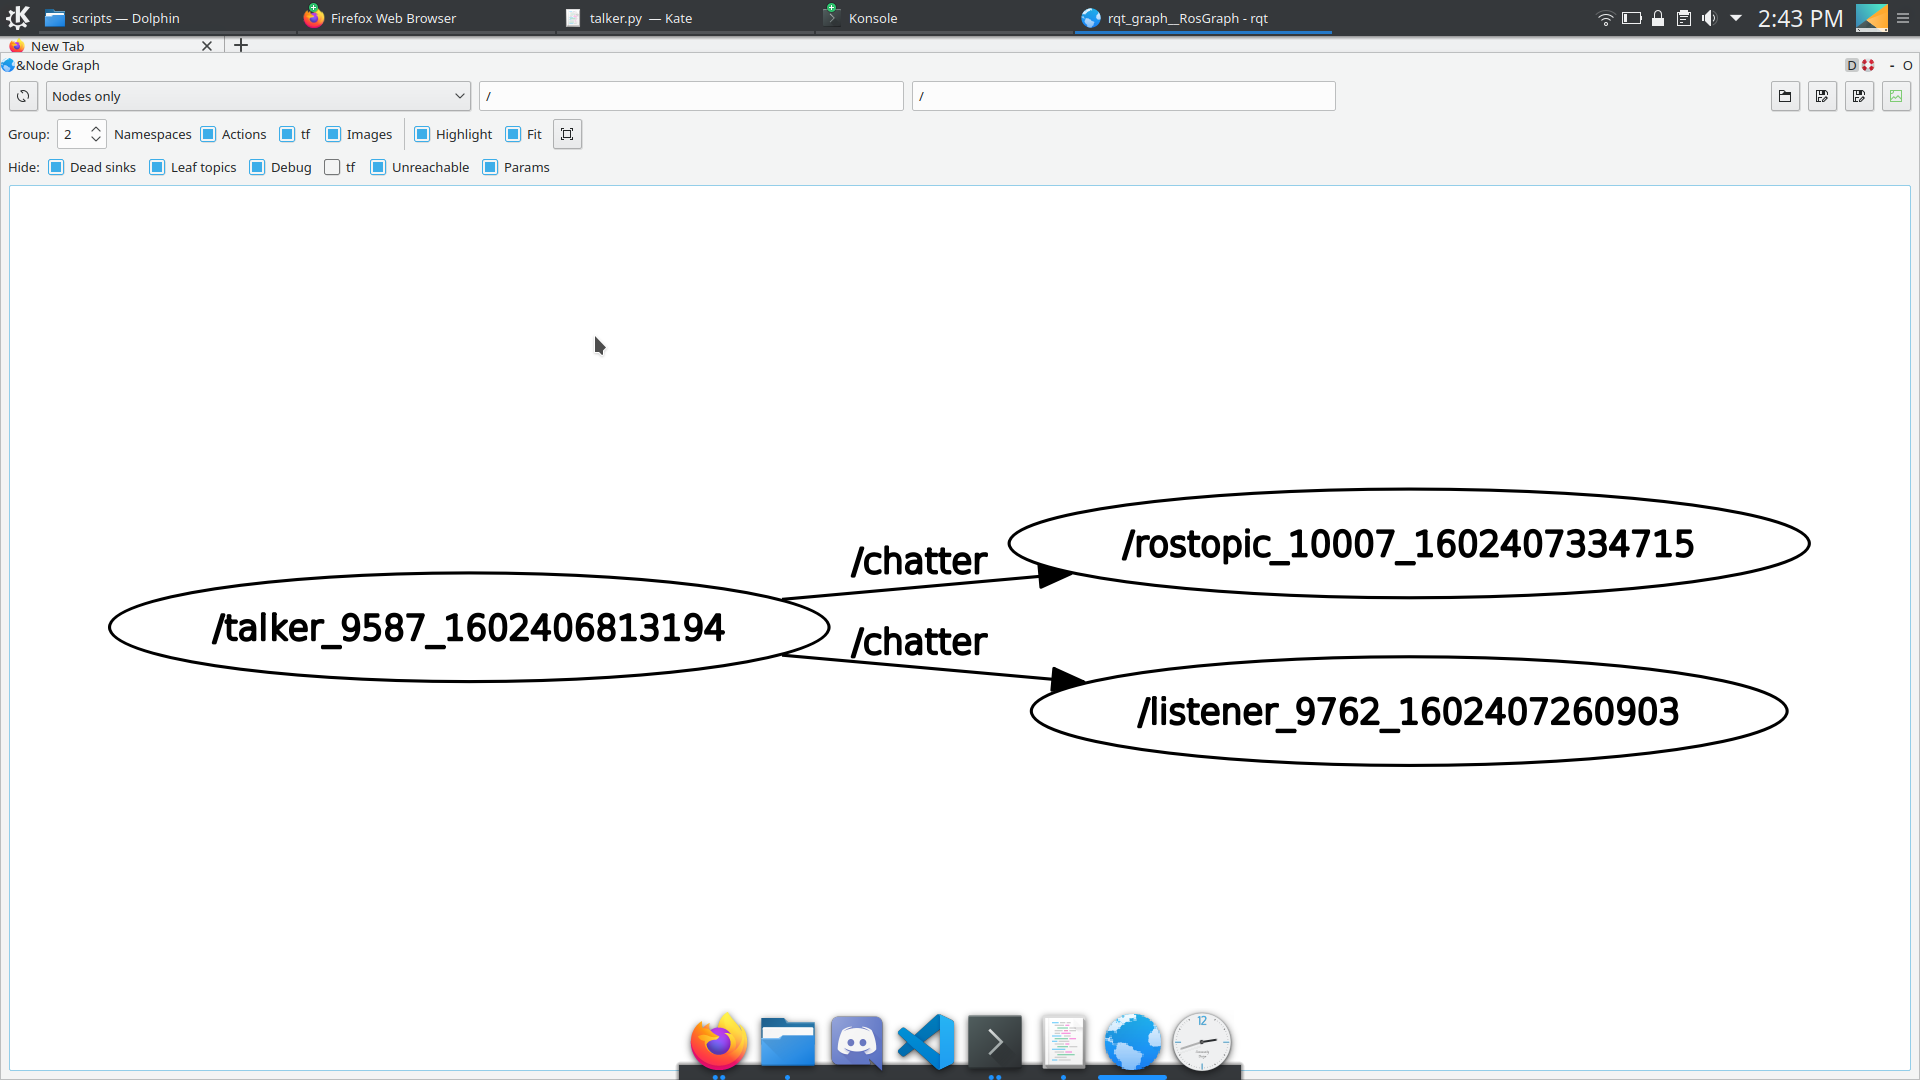 scripts — Dolphin
Firefox Web Browser
talker.py — Kate
Konsole
rqt_graph__RosGraph - rqt
2:43 PM
New Tab
&Node Graph
D
- O
Nodes only
/
/
Group: 2 Namespaces Actions tf Images Highlight Fit
Hide: Dead sinks Leaf topics Debug tf Unreachable Params
/chatter
/rostopic_10007_1602407334715
/talker_9587_1602406813194
/chatter
/listener_9762_1602407260903
12